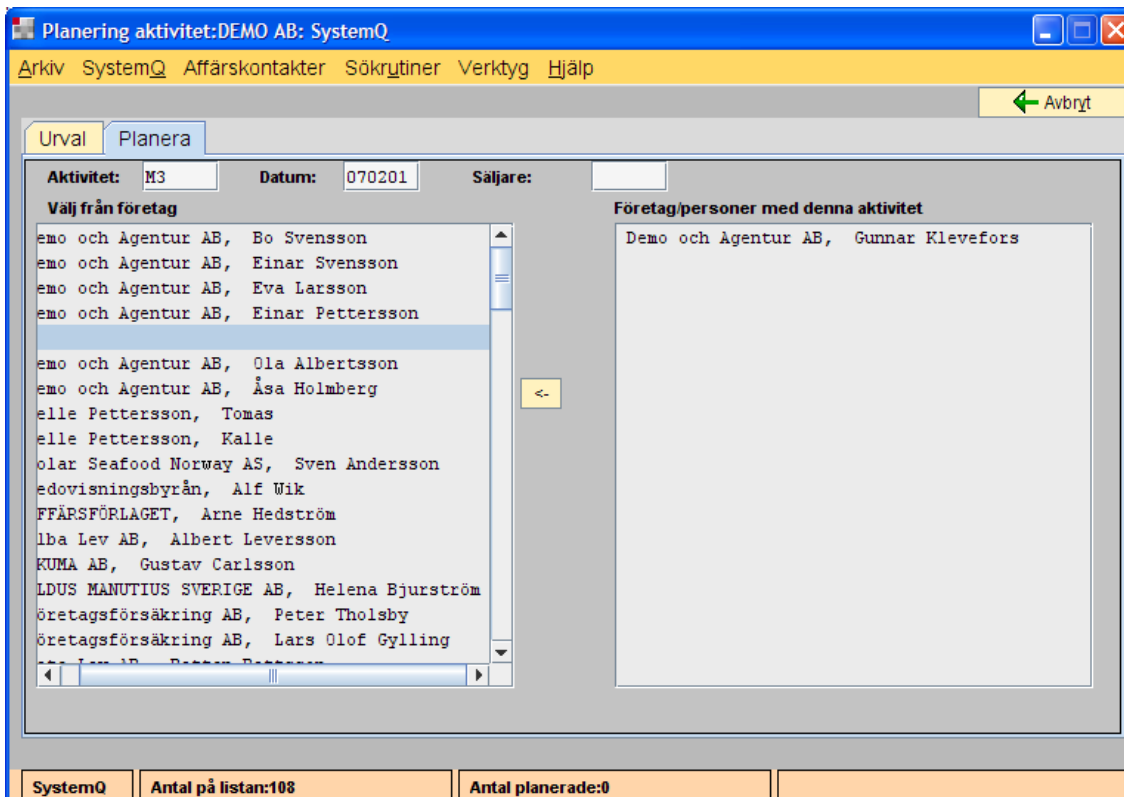 Planering aktivitet:DEMO AB: SystemQ
Arkiv SystemQ Affärskontakter Sökrutiner Verktyg Hjälp
Avbryt
Urval Planera
Aktivitet: M3 Datum: 070201 Säljare:
Välj från företag
Företag/personer med denna aktivitet
emo och Agentur AB, Bo Svensson
emo och Agentur AB, Einar Svensson
emo och Agentur AB, Eva Larsson
emo och Agentur AB, Einar Pettersson
emo och Agentur AB, Ola Albertsson
emo och Agentur AB, Åsa Holmberg
elle Pettersson, Tomas
elle Pettersson, Kalle
olar Seafood Norway AS, Sven Andersson
edovisningsbyrån, Alf Wik
FFÄRSFÖRLAGET, Arne Hedström
lba Lev AB, Albert Leversson
KUMA AB, Gustav Carlsson
LDUS MANUTIUS SVERIGE AB, Helena Bjurström
öretagsförsäkring AB, Peter Tholsby
öretagsförsäkring AB, Lars Olof Gylling
<-
Demo och Agentur AB, Gunnar Klevefors
SystemQ Antal på listan:108 Antal planerade:0